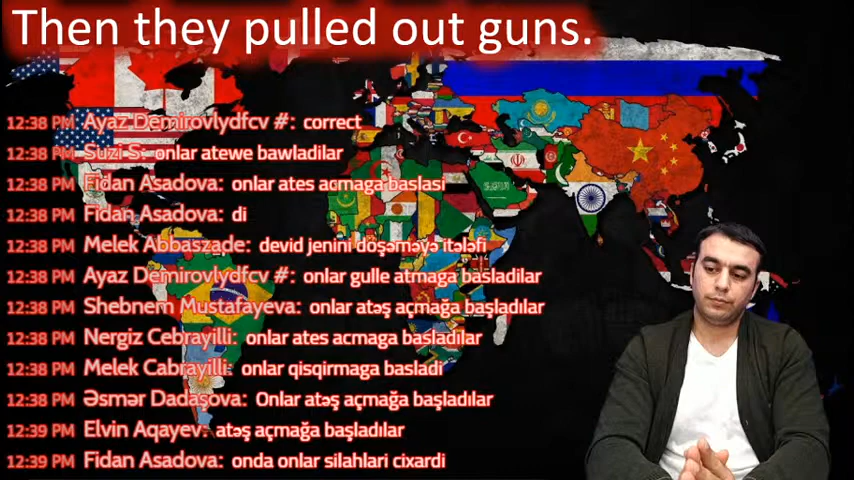 Then they pulled out guns.
12:38 PM Ayaz Demirovlydfcv #: correct
12:38 PM Suzi S: onlar atewe bawladilar
12:38 PM Fidan Asadova: onlar ates acmaga baslasi
12:38 PM Fidan Asadova: di
12:38 PM Melek Abbaszade: devid jenini döşəməyə itələfi
12:38 PM Ayaz Demirovlydfcv #: onlar gulle atmaga basladilar
12:38 PM Shebnem Mustafayeva: onlar atəş açmağa başladılar
12:38 PM Nergiz Cebrayilli: onlar ates acmaga basladilar
12:38 PM Melek Cabrayilli: onlar qisqirmaga basladi
12:38 PM Əsmər Dadaşova: Onlar atəş açmağa başladılar
12:39 PM Elvin Aqayev: atəş açmağa başladılar
12:39 PM Fidan Asadova: onda onlar silahlari cixardi